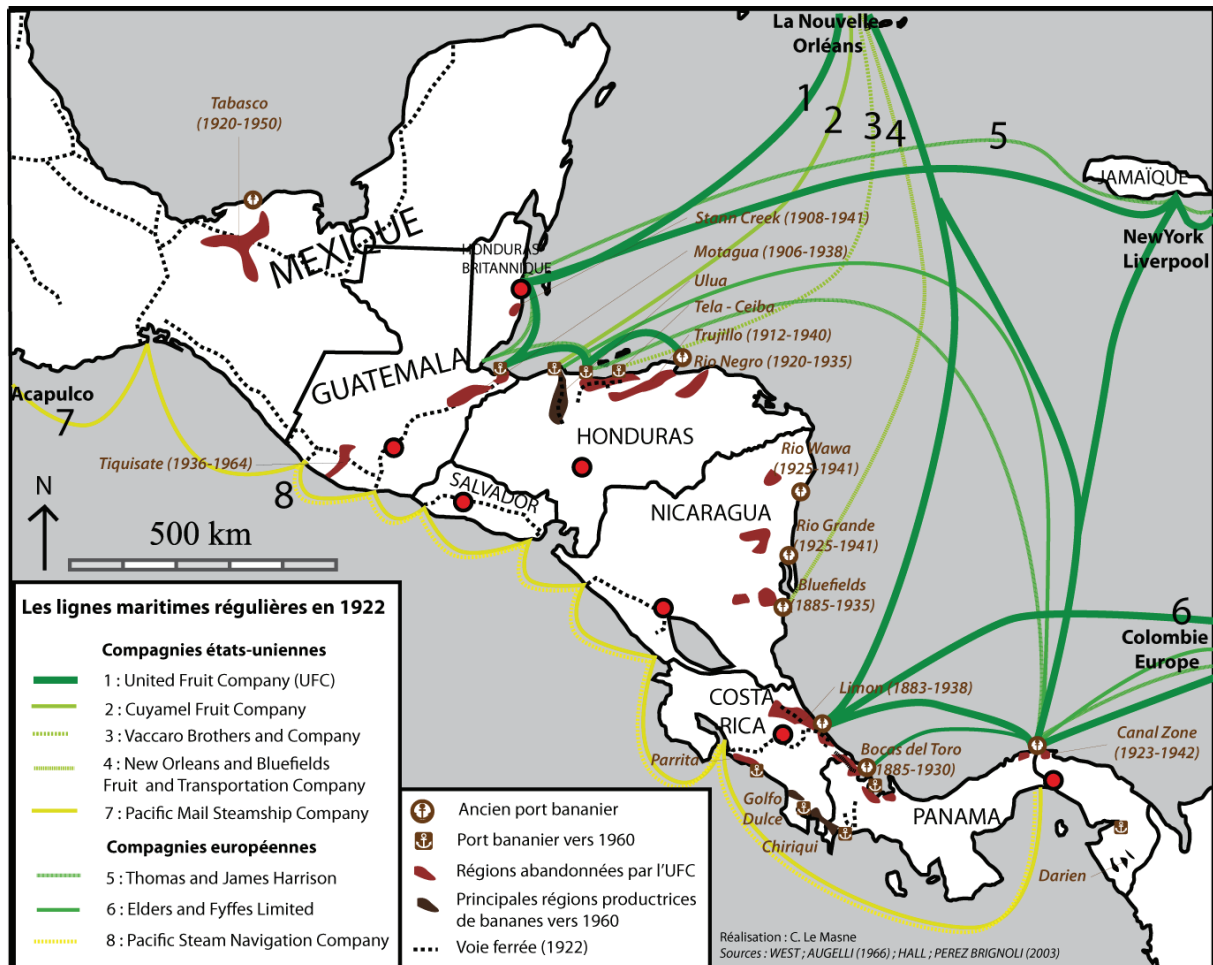 La Nouvelle
Orléans
Tabasco
(1920-1950)
1
2
3
4
5
JAMAÏQUE
Stann Creek (1908-1941)
MEXIQUE
HONDURAS
BRITANNIQUE
Motagua (1906-1938)
NewYork
Liverpool
Ulua
Tela - Ceiba
Trujillo (1912-1940)
Rio Negro (1920-1935)
GUATEMALA
Acapulco
7
HONDURAS
Rio Wawa
(1925-1941)
Tiquisate (1936-1964)
8
SALVADOR
N
NICARAGUA
500 km
Rio Grande
(1925-1941)
Bluefields
(1885-1935)
6
Colombie
Europe
COSTA
RICA
Limon (1883-1938)
Bocas del Toro
(1885-1930)
Canal Zone
(1923-1942)
Parrita
Golfo
Dulce
Chiriqui
PANAMA
Darien
Les lignes maritimes régulières en 1922
Compagnies états-uniennes
1 : United Fruit Company (UFC)
2 : Cuyamel Fruit Company
3 : Vaccaro Brothers and Company
4 : New Orleans and Bluefields
Fruit and Transportation Company
7 : Pacific Mail Steamship Company
Compagnies européennes
5 : Thomas and James Harrison
6 : Elders and Fyffes Limited
8 : Pacific Steam Navigation Company
Ancien port bananier
Port bananier vers 1960
Régions abandonnées par l'UFC
Principales régions productrices
de bananes vers 1960
Voie ferrée (1922)
Réalisation : C. Le Masne
Sources : WEST ; AUGELLI (1966) ; HALL ; PEREZ BRIGNOLI (2003)